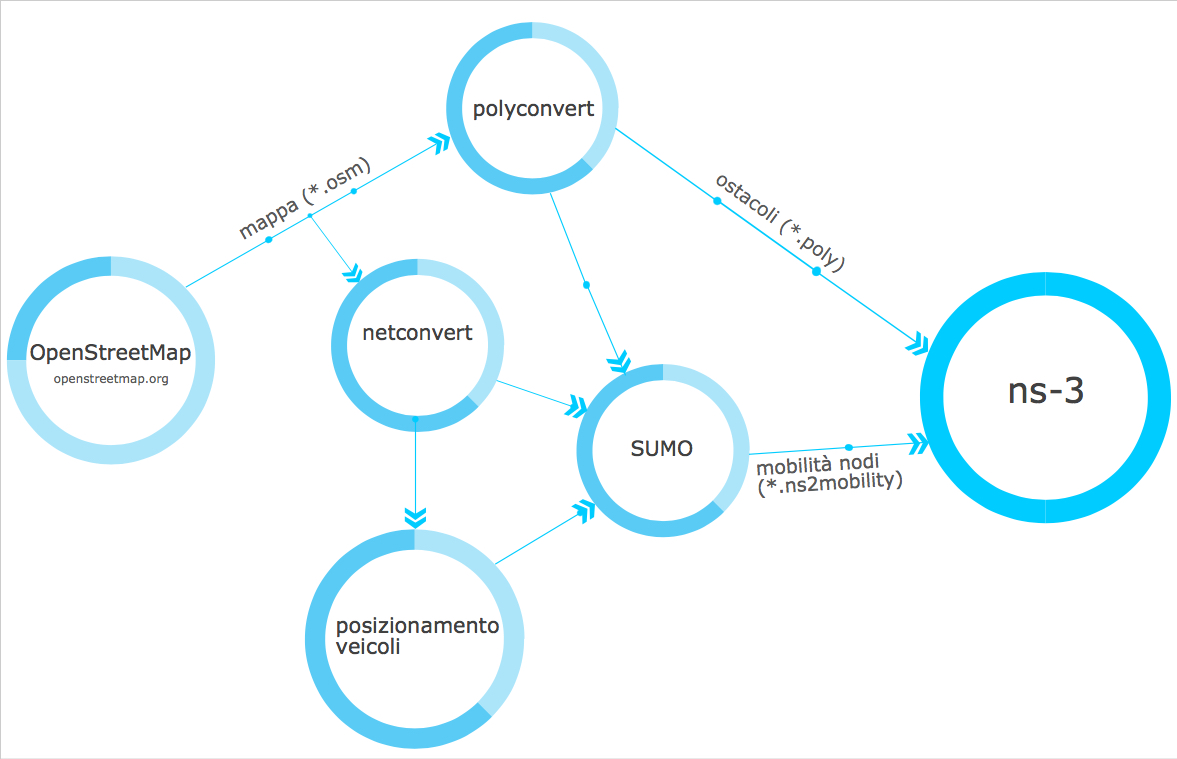 polyconvert
mappa (*.osm)
ostacoli (*.poly)
OpenStreetMap
openstreetmap.org
netconvert
ns-3
SUMO
mobilità nodi
(*.ns2mobility)
posizionamento
veicoli